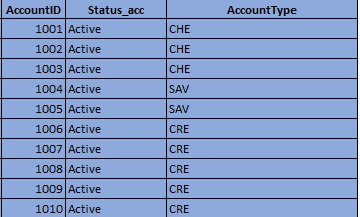 AccountID Status_acc AccountType
1001 Active CHE
1002 Active CHE
1003 Active CHE
1004 Active SAV
1005 Active SAV
1006 Active CRE
1007 Active CRE
1008 Active CRE
1009 Active CRE
1010 Active CRE